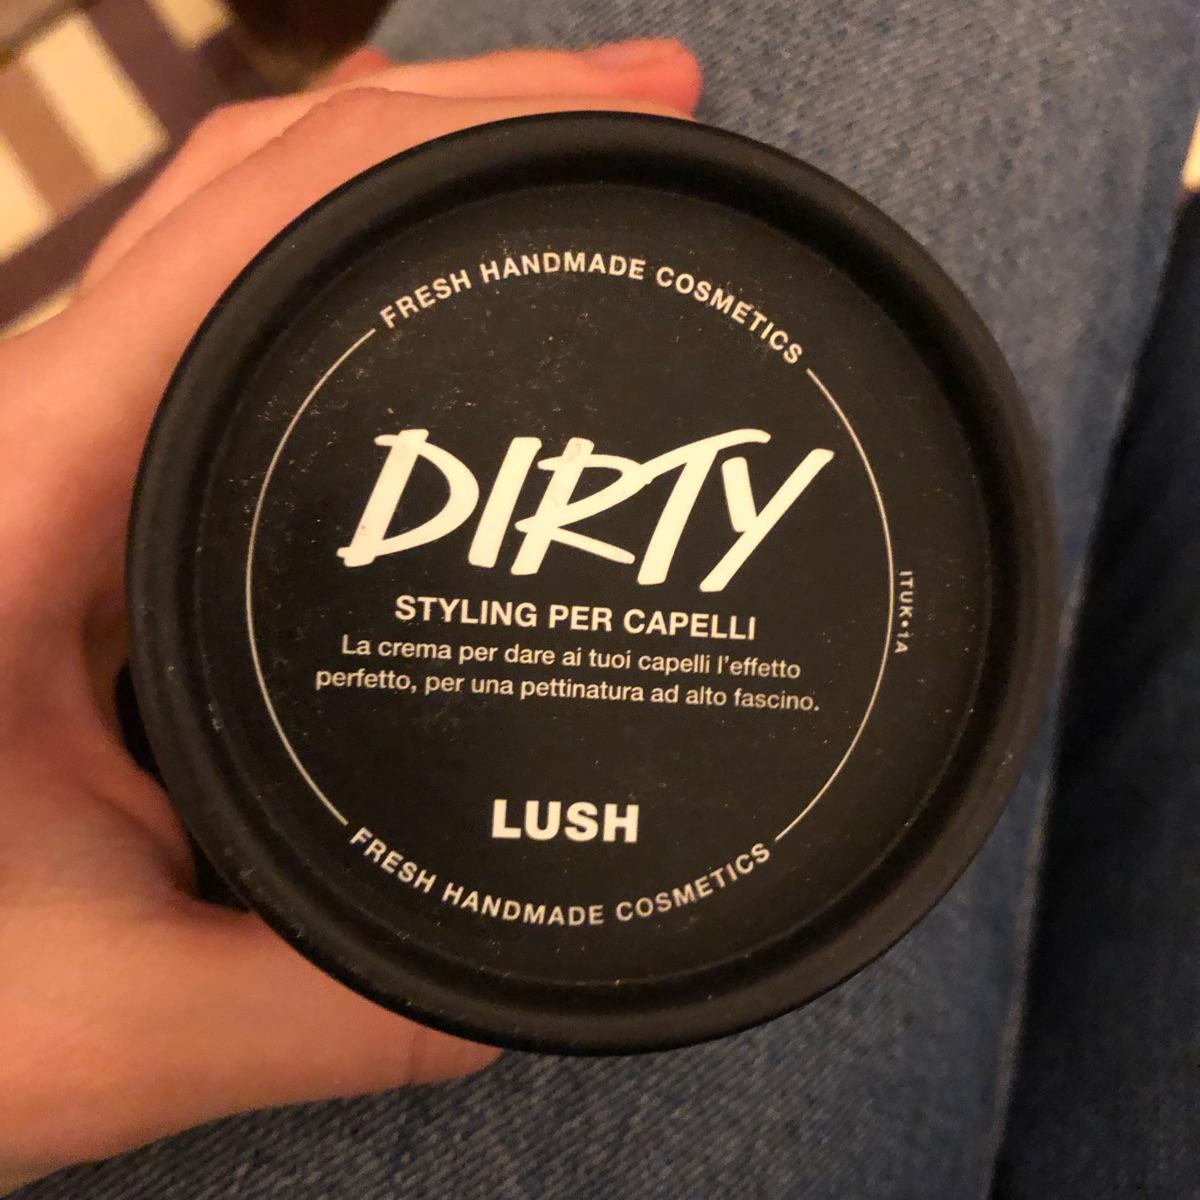 FRESH HANDMADE COSMETICS
DIRTY
STYLING PER CAPELLI
La crema per dare ai tuoi capelli l'effetto
perfetto, per una pettinatura ad alto fascino.
ITUK•1A
LUSH
FRESH HANDMADE COSMETICS